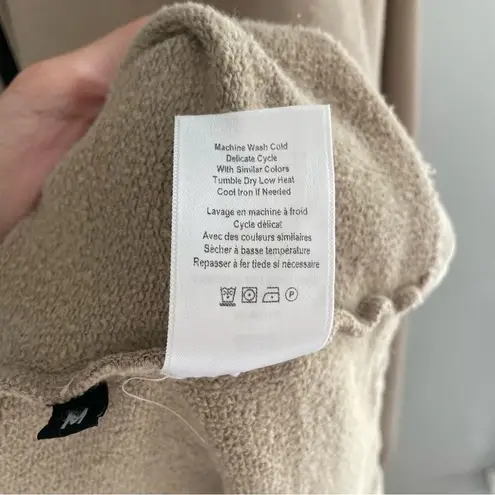 Machine Wash Cold
Delicate Cycle
With Similar Colors
Tumble Dry Low Heat
Cool Iron If Needed
Lavage en machine à froid
Cycle délicat
Avec des couleurs similaires
Sécher à basse température
Repasser à fer tiede si nécessaire
P
M